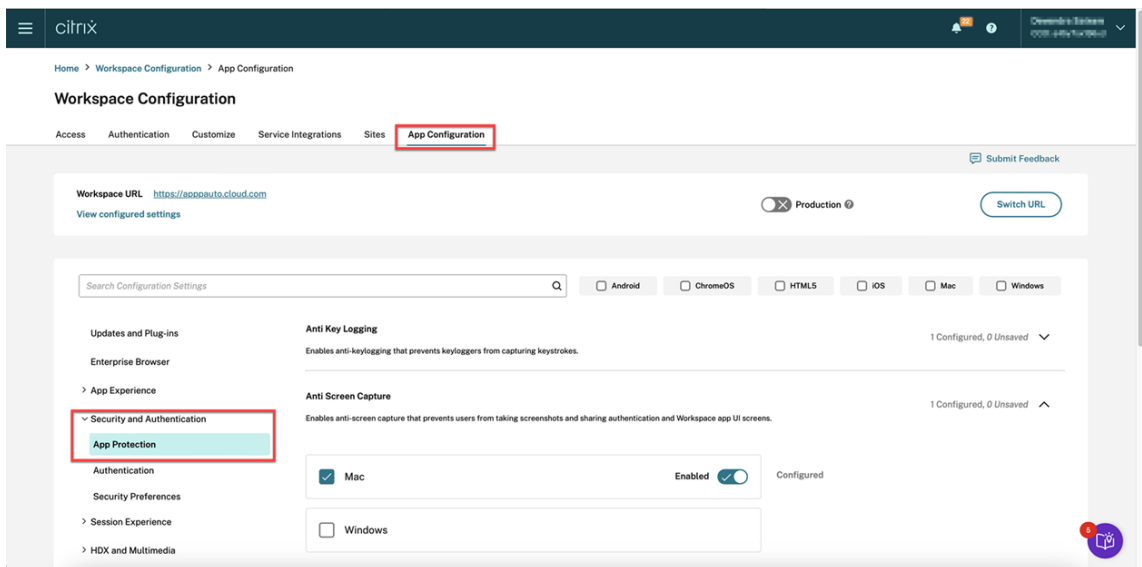 citrix
22
Home > Workspace Configuration > App Configuration
Workspace Configuration
Access Authentication Customize Service Integrations Sites App Configuration
Submit Feedback
Workspace URL https://apppauto.cloud.com
Production
Switch URL
View configured settings
Search Configuration Settings
Android ChromeOS HTML5 iOS Mac Windows
Updates and Plug-ins
Enterprise Browser
App Experience
Security and Authentication
App Protection
Authentication
Security Preferences
Session Experience
HDX and Multimedia
Anti Key Logging
1 Configured, 0 Unsaved
Enables anti-keylogging that prevents keyloggers from capturing keystrokes.
Anti Screen Capture
1 Configured, 0 Unsaved
Enables anti-screen capture that prevents users from taking screenshots and sharing authentication and Workspace app UI screens.
Mac Enabled Configured
Windows
5